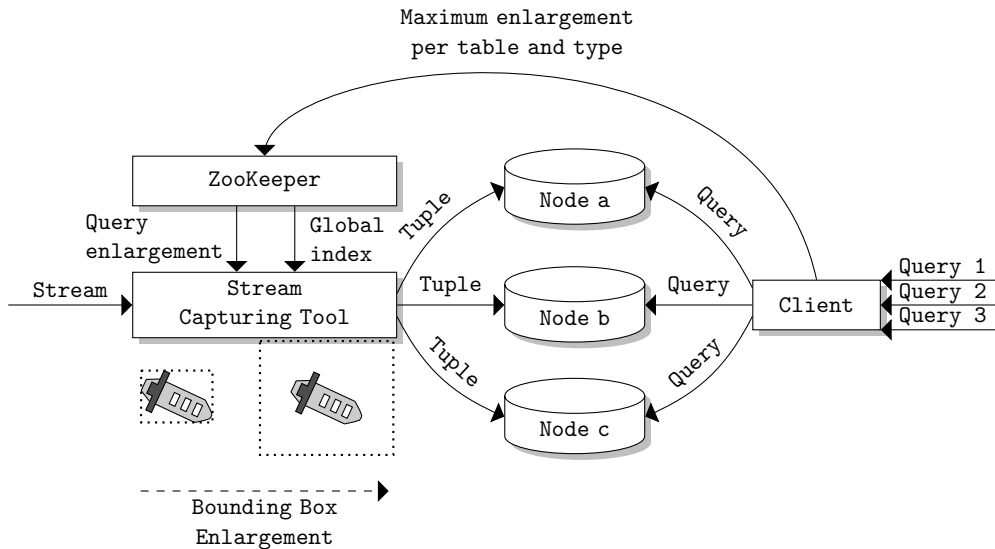 Maximum enlargement
per table and type
ZooKeeper
Node a
Tuple
Query
Query
enlargement
Global
index
Stream
Stream
Capturing Tool
Tuple
Node b
Query
Client
Query 1
Query 2
Query 3
Tuple
Query
Node c
Bounding Box
Enlargement